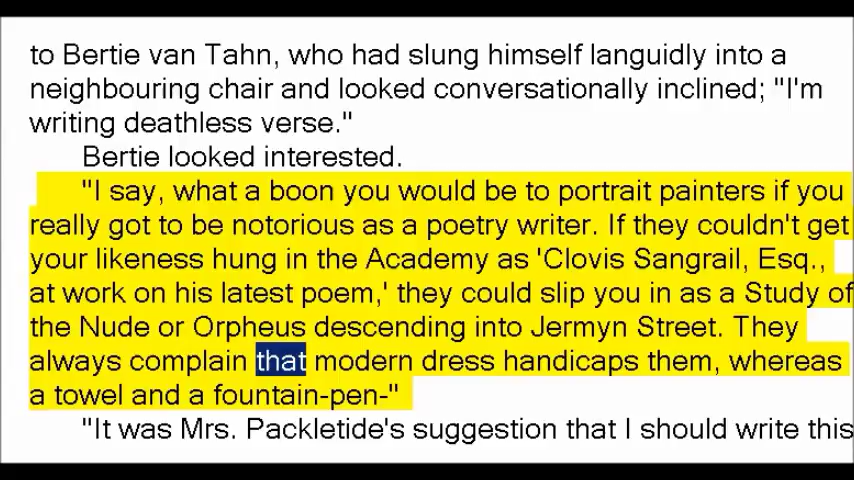 to Bertie van Tahn, who had slung himself languidly into a
neighbouring chair and looked conversationally inclined; "I'm
writing deathless verse."
Bertie looked interested.
"I say, what a boon you would be to portrait painters if you
really got to be notorious as a poetry writer. If they couldn't get
your likeness hung in the Academy as 'Clovis Sangrail, Esq.,
at work on his latest poem,' they could slip you in as a Study of
the Nude or Orpheus descending into Jermyn Street. They
always complain that modern dress handicaps them, whereas
a towel and a fountain-pen-"
"It was Mrs. Packletide's suggestion that I should write this